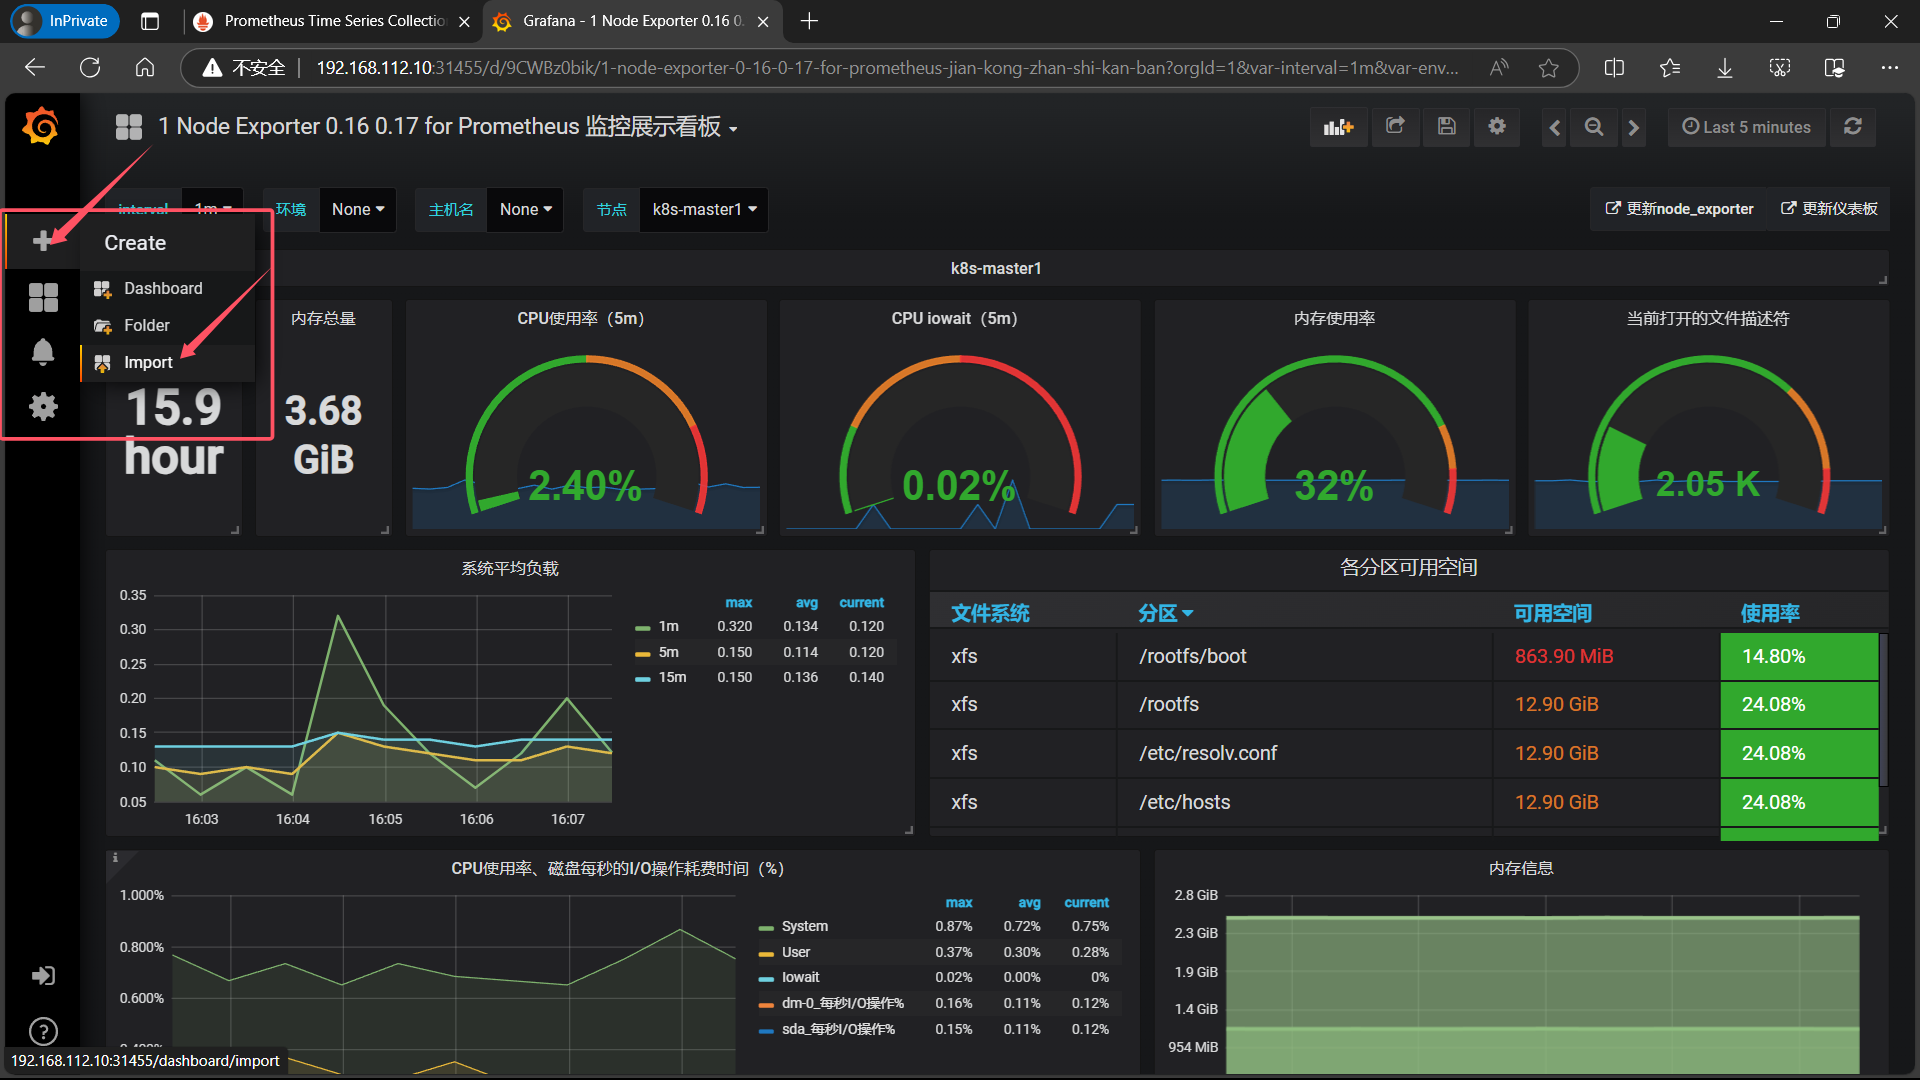 InPrivate
Prometheus Time Series Collectio
Grafana - 1 Node Exporter 0.16 0.
不安全
192.168.112.10:31455/d/9CWBz0bik/1-node-exporter-0-16-0-17-for-prometheus-jian-kong-zhan-shi-kan-ban?orgId=1&var-interval=1m&var-env...
1 Node Exporter 0.16 0.17 for Prometheus 监控展示看板
Last 5 minutes
interval 1m
环境 None
主机名 None
节点 k8s-master1
更新node_exporter
更新仪表板
Create
Dashboard
Folder
Import
k8s-master1
15.9
hour
内存总量
3.68
GiB
CPU使用率（5m）
2.40%
CPU iowait（5m）
0.02%
内存使用率
32%
当前打开的文件描述符
2.05 K
系统平均负载
0.35
0.30
0.25
0.20
0.15
0.10
0.05
16:03 16:04 16:05 16:06 16:07
max avg current
1m 0.320 0.134 0.120
5m 0.150 0.114 0.120
15m 0.150 0.136 0.140
各分区可用空间
文件系统 分区 可用空间 使用率
xfs /rootfs/boot 863.90 MiB 14.80%
xfs /rootfs 12.90 GiB 24.08%
xfs /etc/resolv.conf 12.90 GiB 24.08%
xfs /etc/hosts 12.90 GiB 24.08%
CPU使用率、磁盘每秒的I/O操作耗费时间（%）
1.000%
0.800%
0.600%
max avg current
System 0.87% 0.72% 0.75%
User 0.37% 0.30% 0.28%
Iowait 0.02% 0.00% 0%
dm-0_每秒I/O操作% 0.16% 0.11% 0.12%
sda_每秒I/O操作% 0.15% 0.11% 0.12%
内存信息
2.8 GiB
2.3 GiB
1.9 GiB
1.4 GiB
954 MiB
192.168.112.10:31455/dashboard/import